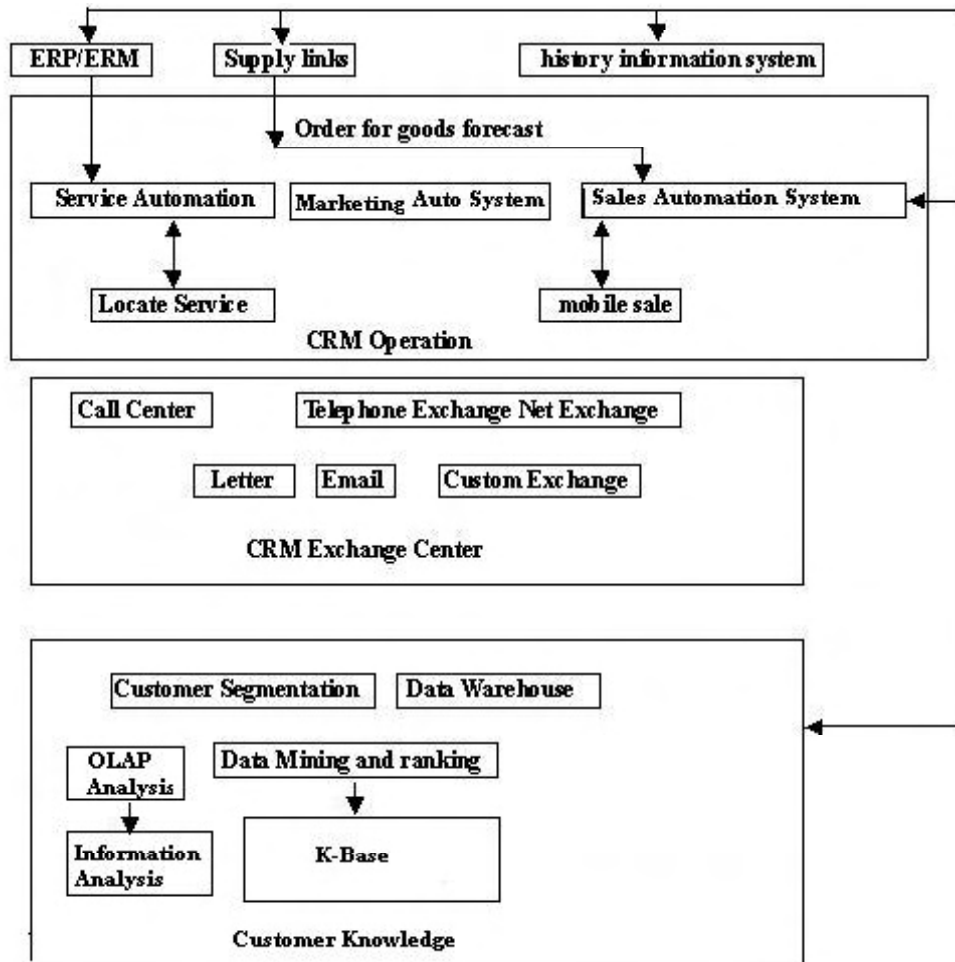 ERP/ERM
Supply links
history information system
Order for goods forecast
Service Automation
Marketing Auto System
Sales Automation System
Locate Service
mobile sale
CRM Operation
Call Center
Telephone Exchange Net Exchange
Letter
Email
Custom Exchange
CRM Exchange Center
Customer Segmentation
Data Warehouse
OLAP
Analysis
Data Mining and ranking
Information
Analysis
K-Base
Customer Knowledge